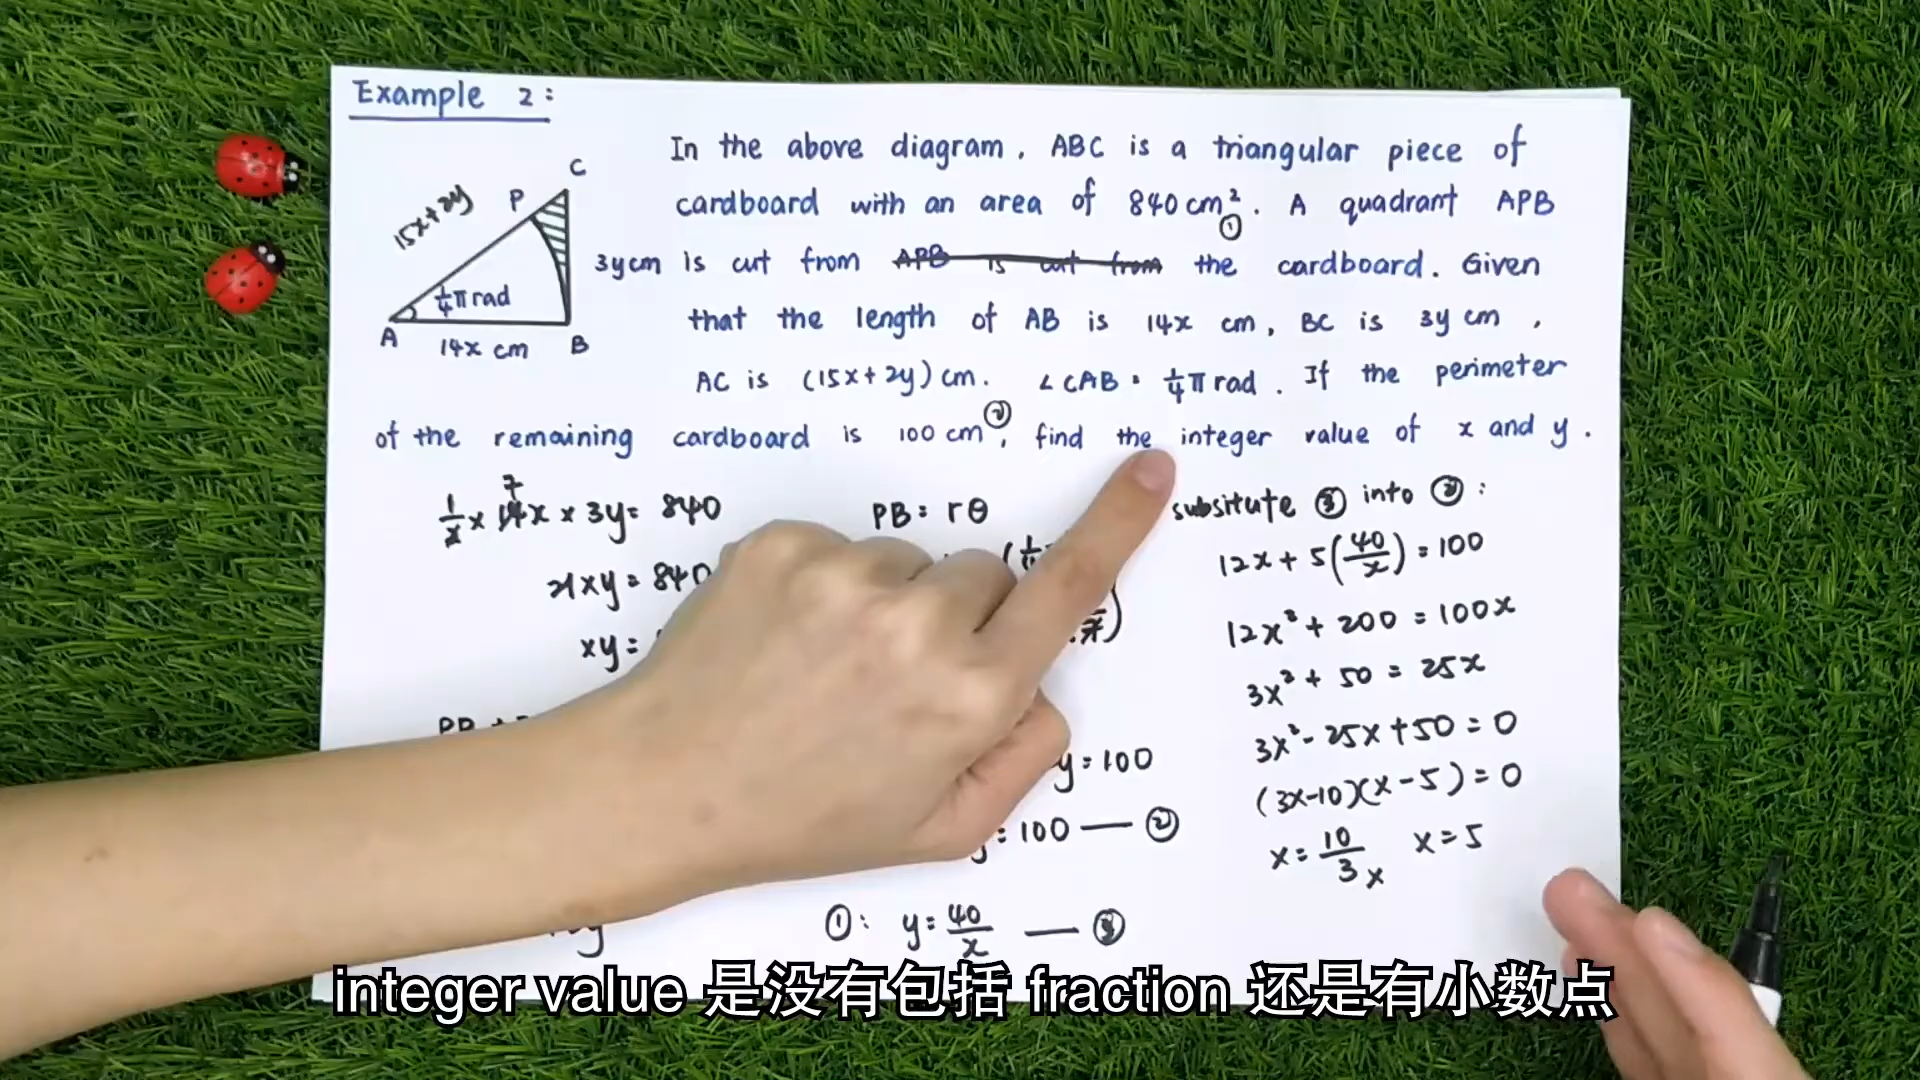 Example 2:
In the above diagram, ABC is a triangular piece of
cardboard with an area of 840 cm². A quadrant APB
①
3y cm is cut from APB is cut from the cardboard. Given
that the length of AB is 14x cm, BC is 3y cm,
AC is (15x+2y) cm. ∠CAB = 1/4 π rad. If the perimeter
②
of the remaining cardboard is 100 cm, find the integer value of x and y.
C
P
15x+2y
1/4 π rad
A
14x cm
B
1/2 × 14x × 3y = 840
7
21xy = 840
xy =
PB = rθ
y = 100
= 100 — ②
①: y = 40/x — ③
subsitute ③ into ②:
12x + 5(40/x) = 100
12x² + 200 = 100x
3x² + 50 = 25x
3x² - 25x + 50 = 0
(3x-10)(x-5) = 0
x = 10/3 x x = 5
integer value 是没有包括 fraction 还是有小数点